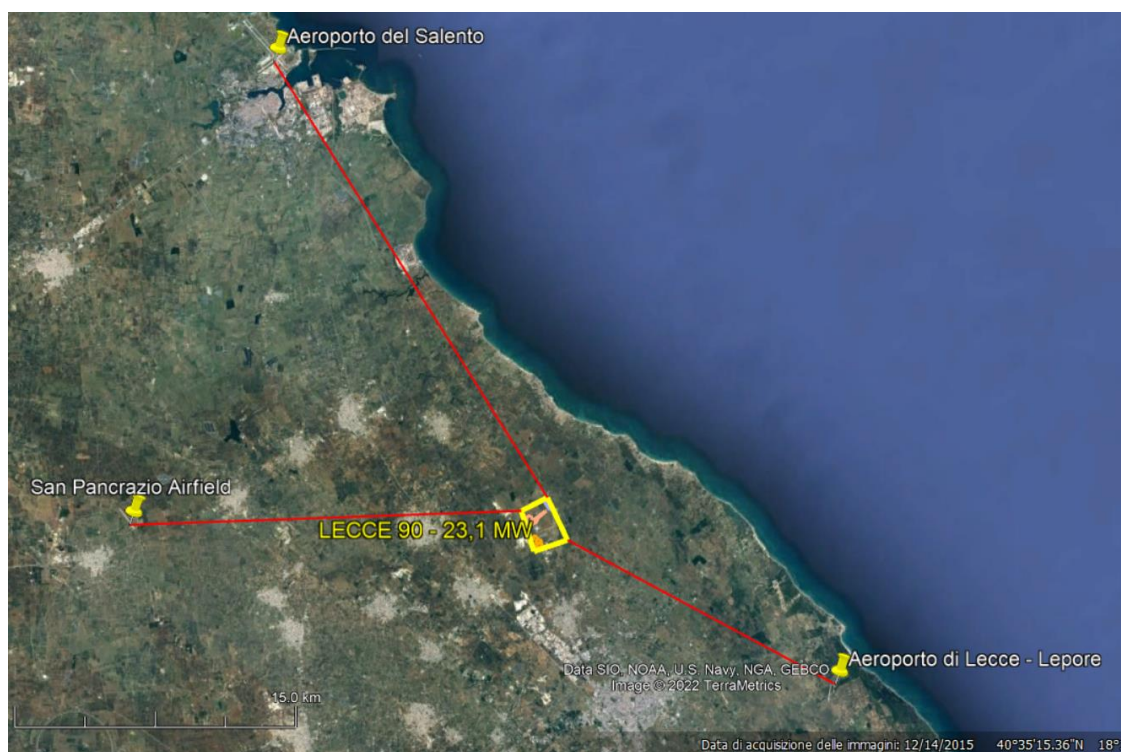 Aeroporto del Salento
San Pancrazio Airfield
LECCE 90 - 23,1 MW
Aeroporto di Lecce - Lepore
Data SIO, NOAA, U.S. Navy, NGA, GEBCO
Image © 2022 TerraMetrics
15.0 km
Data di acquisizione delle immagini: 12/14/2015 40°35'15.36"N 18°